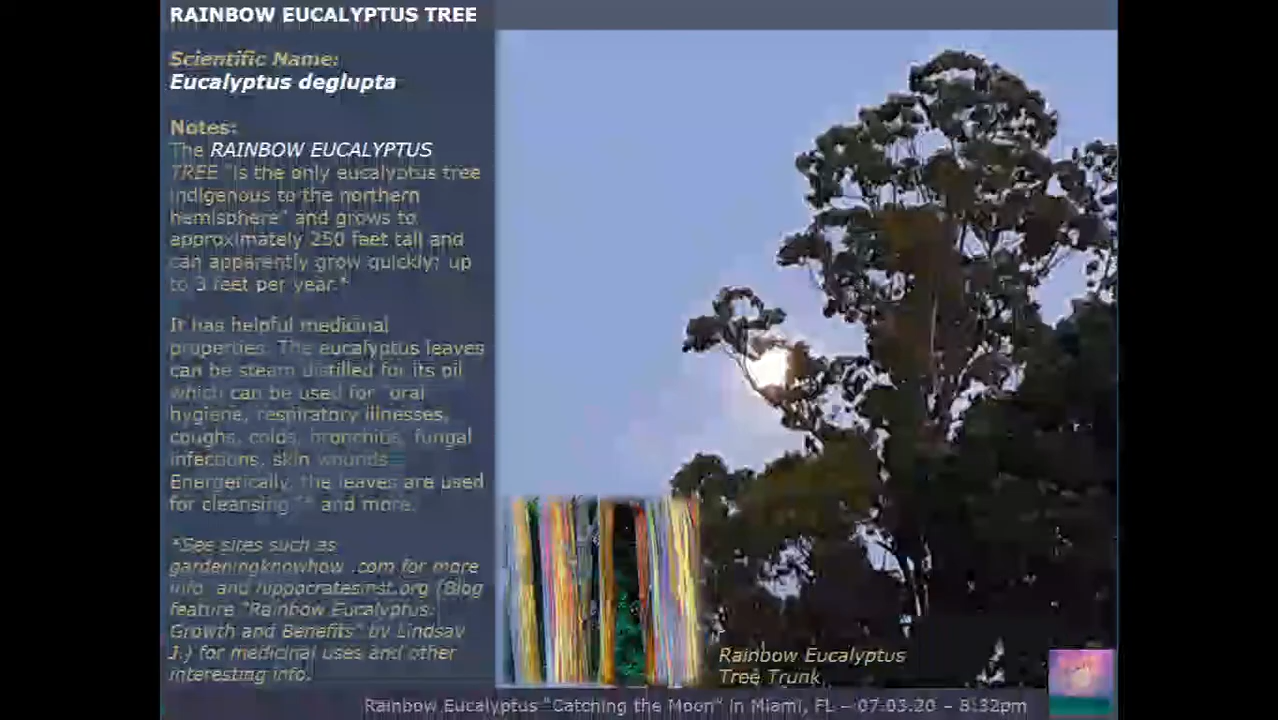 RAINBOW EUCALYPTUS TREE
Scientific Name:
Eucalyptus deglupta
Notes:
The RAINBOW EUCALYPTUS
TREE "is the only eucalyptus tree
indigenous to the northern
hemisphere" and grows to
approximately 250 feet tall and
can apparently grow quickly; up
to 3 feet per year.*
It has helpful medicinal
properties. The eucalyptus leaves
can be steam distilled for its oil
which can be used for "oral
hygiene, respiratory illnesses,
coughs, colds, bronchitis, fungal
infections, skin wounds
Energetically, the leaves are used
for cleansing"* and more.
*See sites such as
gardeningknowhow .com for more
info and hippocratesinst.org (Blog
feature "Rainbow Eucalyptus:
Growth and Benefits" by Lindsay
J.) for medicinal uses and other
interesting info.
Rainbow Eucalyptus
Tree Trunk
Rainbow Eucalyptus "Catching the Moon" in Miami, FL – 07.03.20 – 8:32pm